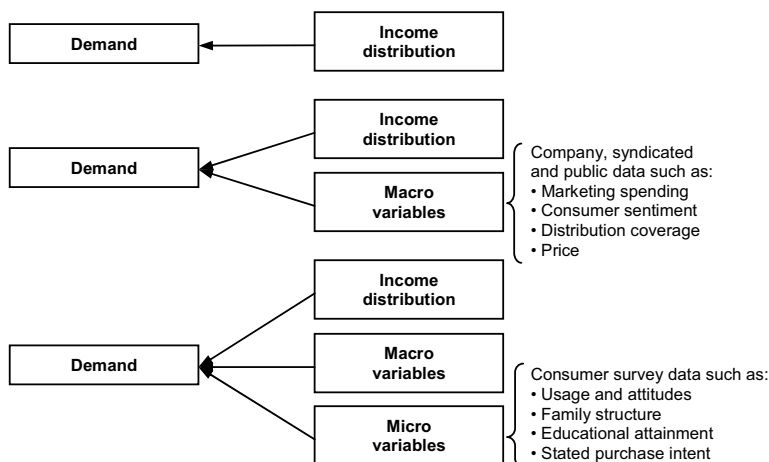 Demand
Income
distribution
Demand
Income
distribution
Macro
variables
Company, syndicated
and public data such as:
• Marketing spending
• Consumer sentiment
• Distribution coverage
• Price
Demand
Income
distribution
Macro
variables
Micro
variables
Consumer survey data such as:
• Usage and attitudes
• Family structure
• Educational attainment
• Stated purchase intent